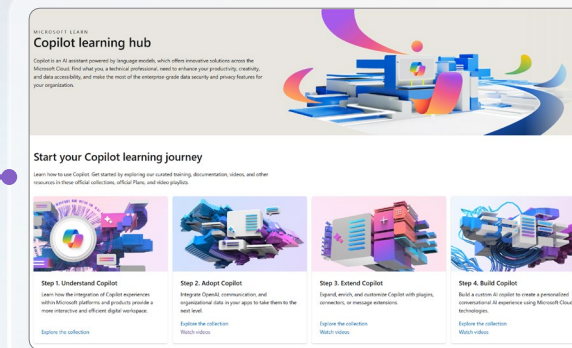 MICROSOFT LEARN
Copilot learning hub
Copilot is an AI assistant powered by language models, which offers innovative solutions across the
Microsoft Cloud. Find what you, a technical professional, need to enhance your productivity, creativity,
and data accessibility, and make the most of the enterprise-grade data security and privacy features for
your organization.
Start your Copilot learning journey
Learn how to use Copilot. Get started by exploring our curated training, documentation, videos, and other
resources in these official collections, official Plans, and video playlists.
Step 1. Understand Copilot
Learn how the integration of Copilot experiences
within Microsoft platforms and products provide a
more interactive and efficient digital workspace.
Explore the collection
Step 2. Adopt Copilot
Integrate OpenAI, communication, and
organizational data in your apps to take them to the
next level.
Explore the collection
Watch videos
Step 3. Extend Copilot
Expand, enrich, and customize Copilot with plugins,
connectors, or message extensions.
Explore the collection
Watch videos
Step 4. Build Copilot
Build a custom AI copilot to create a personalized
conversational AI experience using Microsoft Cloud
technologies.
Explore the collection
Watch videos